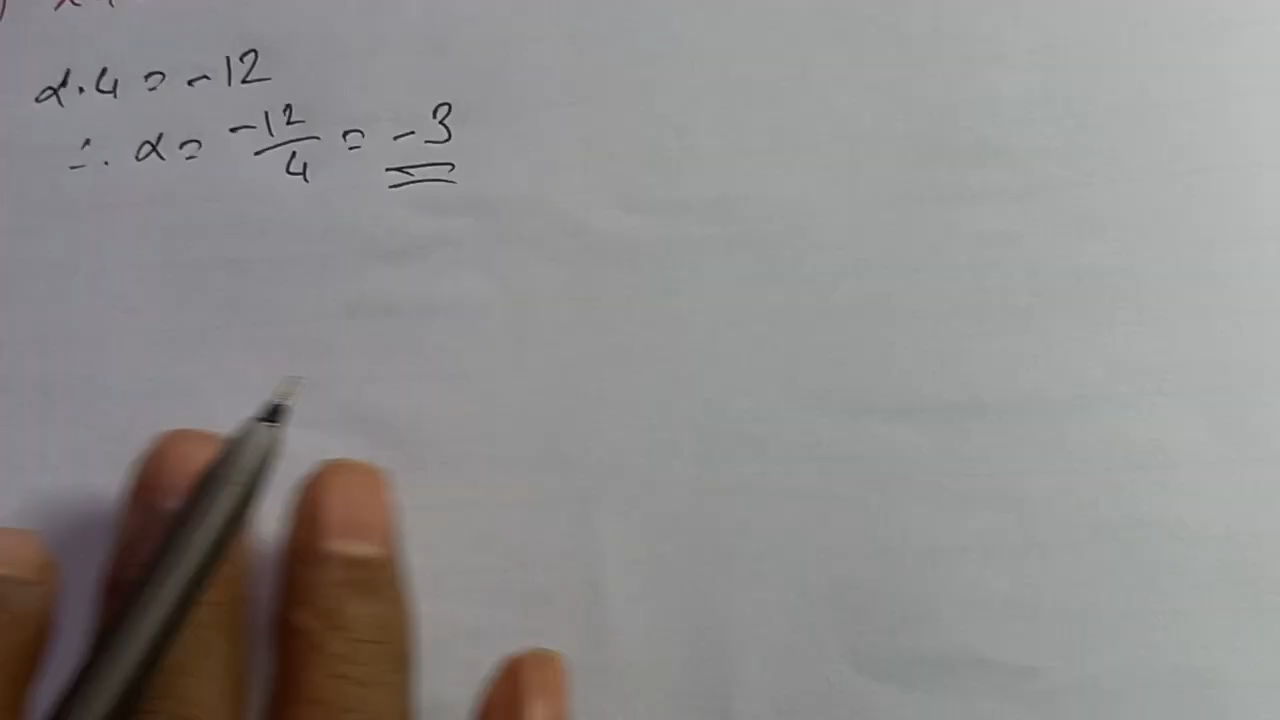 α·4 = -12
∴ α = -12/4 = -3